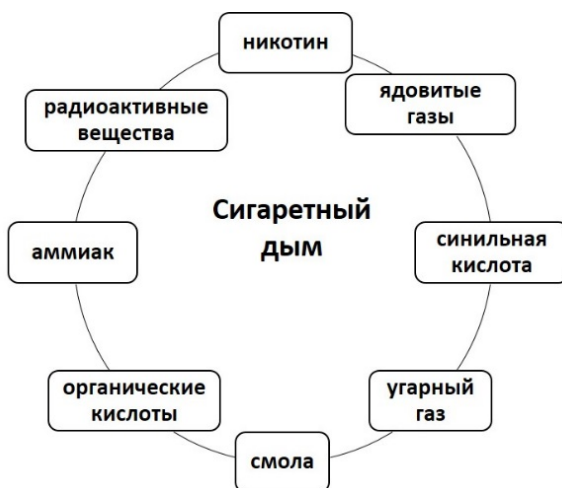 никотин
ядовитые
газы
синильная
кислота
угарный
газ
смола
органические
кислоты
аммиак
радиоактивные
вещества
Сигаретный
дым